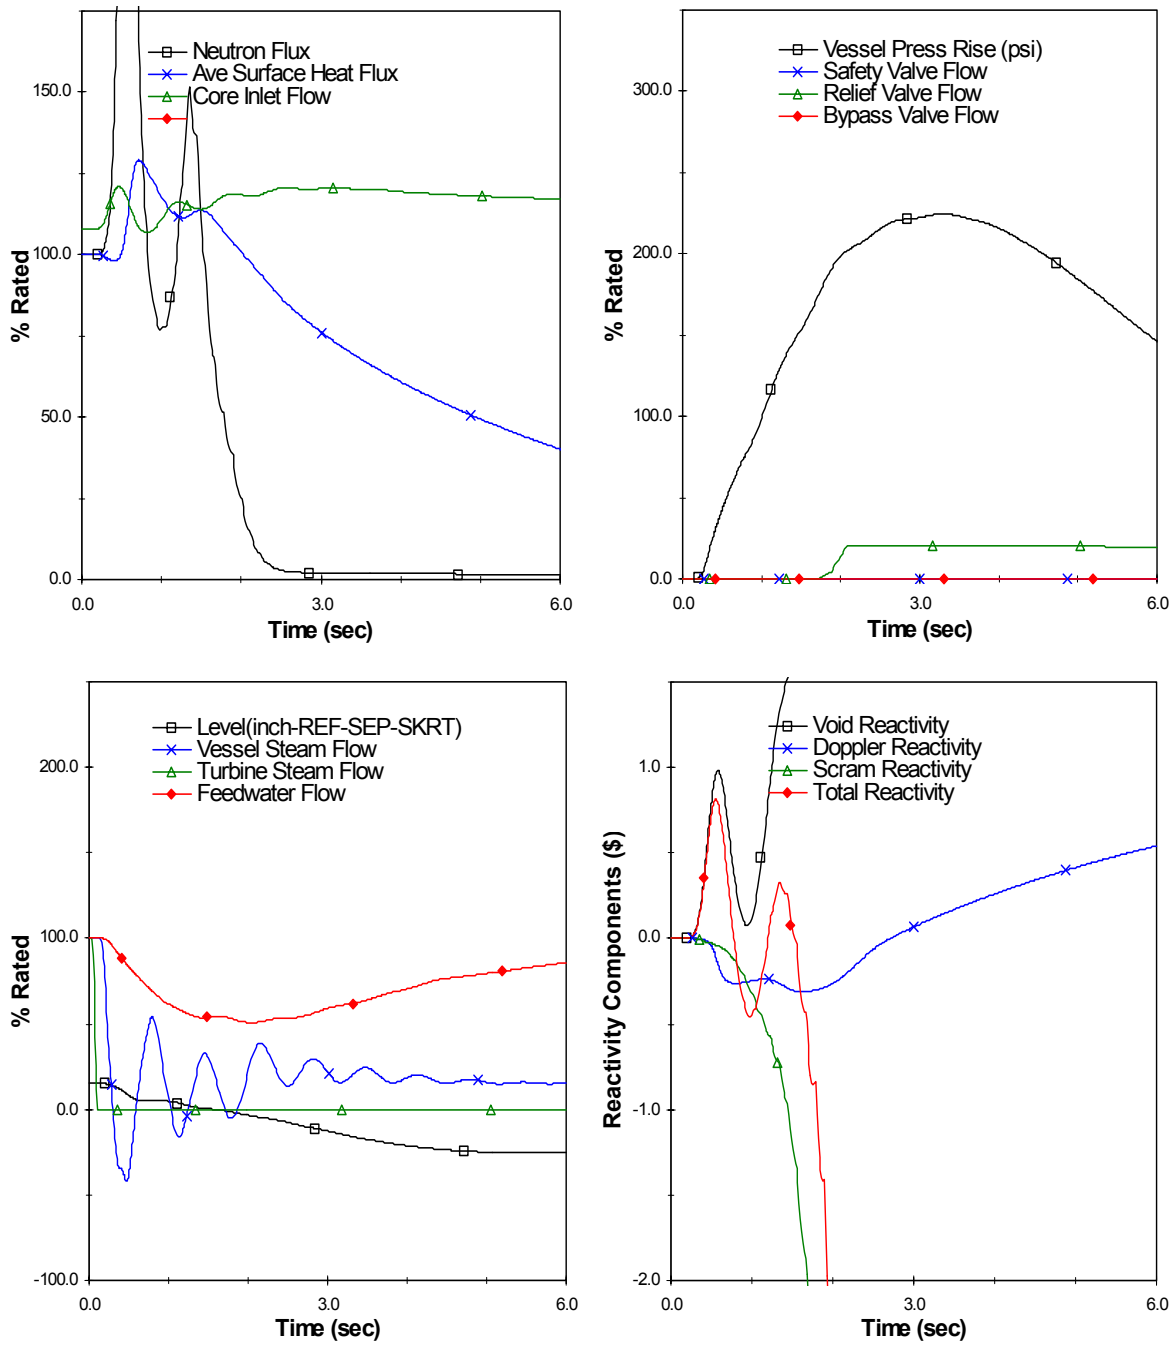 Neutron Flux
Ave Surface Heat Flux
Core Inlet Flow
150.0
100.0
50.0
0.0
% Rated
0.0
3.0
6.0
Time (sec)
Vessel Press Rise (psi)
Safety Valve Flow
Relief Valve Flow
Bypass Valve Flow
300.0
200.0
100.0
0.0
% Rated
0.0
3.0
6.0
Time (sec)
Level(inch-REF-SEP-SKRT)
Vessel Steam Flow
Turbine Steam Flow
Feedwater Flow
200.0
100.0
0.0
-100.0
% Rated
0.0
3.0
6.0
Time (sec)
Void Reactivity
Doppler Reactivity
Scram Reactivity
Total Reactivity
1.0
0.0
-1.0
-2.0
Reactivity Components ($)
0.0
3.0
6.0
Time (sec)